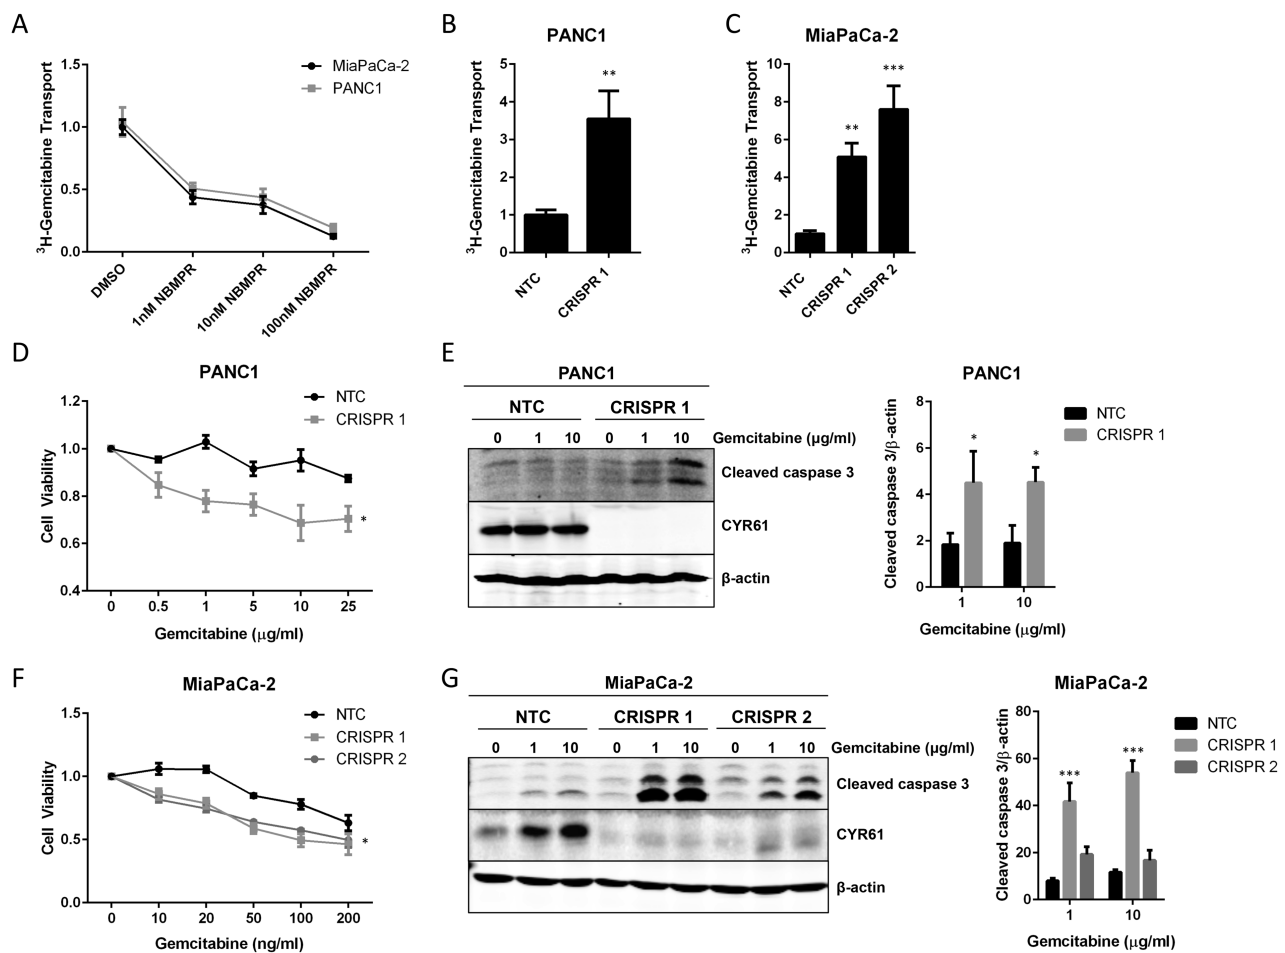 A
³H-Gemcitabine Transport
1.5
1.0
0.5
0.0
MiaPaCa-2
PANC1
DMSO
1nM NBMPR
10nM NBMPR
100nM NBMPR
B
PANC1
³H-Gemcitabine Transport
5
4
3
2
1
0
**
NTC
CRISPR 1
C
MiaPaCa-2
³H-Gemcitabine Transport
10
8
6
4
2
0
**
***
NTC
CRISPR 1
CRISPR 2
D
PANC1
NTC
CRISPR 1
Cell Viability
1.2
1.0
0.8
0.6
0.4
*
0 0.5 1 5 10 25
Gemcitabine (μg/ml)
E
PANC1
NTC CRISPR 1
0 1 10 0 1 10 Gemcitabine (μg/ml)
Cleaved caspase 3
CYR61
β-actin
PANC1
NTC
CRISPR 1
Cleaved caspase 3/β-actin
8
6
4
2
0
* *
1 10
Gemcitabine (μg/ml)
F
MiaPaCa-2
NTC
CRISPR 1
CRISPR 2
Cell Viability
1.5
1.0
0.5
0.0
*
0 10 20 50 100 200
Gemcitabine (ng/ml)
G
MiaPaCa-2
NTC CRISPR 1 CRISPR 2
0 1 10 0 1 10 0 1 10 Gemcitabine (μg/ml)
Cleaved caspase 3
CYR61
β-actin
MiaPaCa-2
NTC
CRISPR 1
CRISPR 2
Cleaved caspase 3/β-actin
80
60
40
20
0
*** ***
1 10
Gemcitabine (μg/ml)